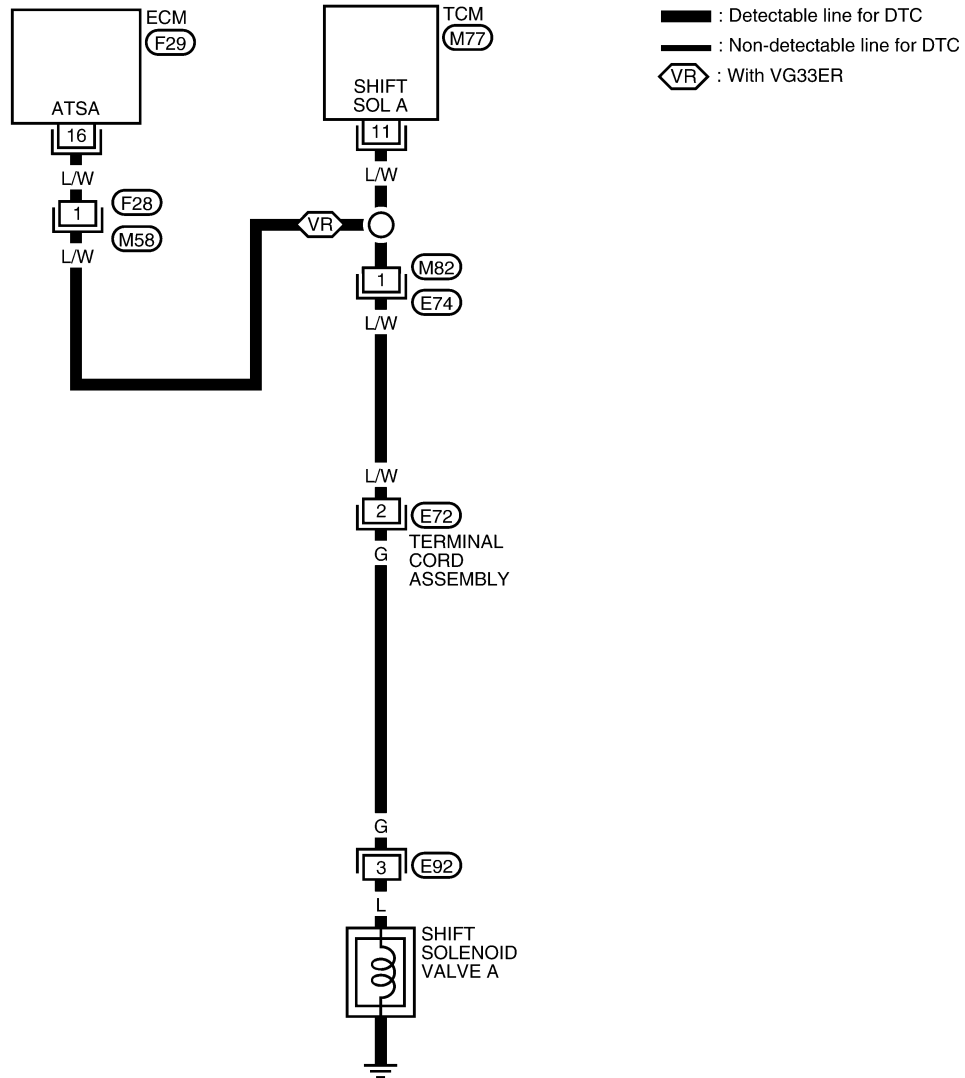 ECM
F29
ATSA
16
L/W
1
F28
M58
L/W
TCM
M77
SHIFT
SOL A
11
L/W
VR
1
M82
E74
L/W
L/W
2
E72
TERMINAL
CORD
ASSEMBLY
G
G
3
E92
L
SHIFT
SOLENOID
VALVE A
: Detectable line for DTC
: Non-detectable line for DTC
VR : With VG33ER